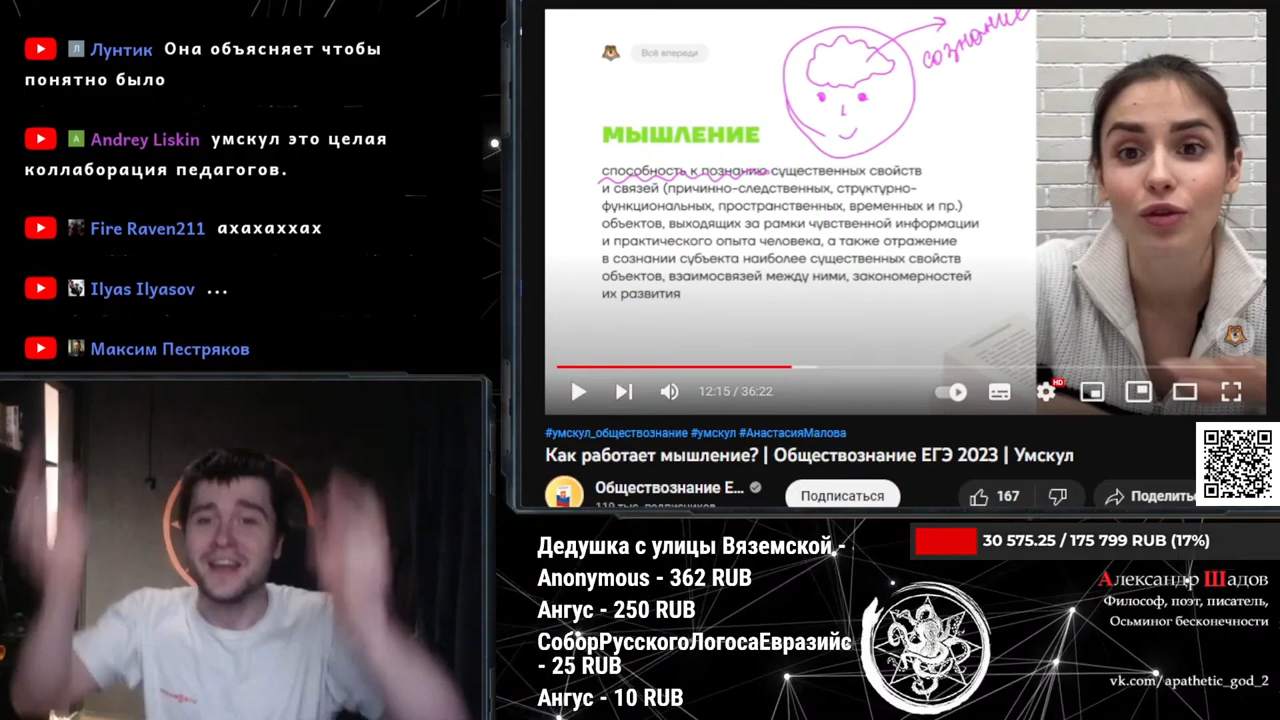 Лунтик Она объясняет чтобы
понятно было
Andrey Liskin умскул это целая
коллаборация педагогов.
Fire Raven211 ахахаххах
Ilyas Ilyasov ...
Максим Пестряков
Всё впереди
сознание
МЫШЛЕНИЕ
способность к познанию существенных свойств
и связей (причинно-следственных, структурно-
функциональных, пространственных, временных и пр.)
объектов, выходящих за рамки чувственной информации
и практического опыта человека, а также отражение
в сознании субъекта наиболее существенных свойств
объектов, взаимосвязей между ними, закономерностей
их развития
12:15 / 36:22
HD
#умскул_обществознание #умскул #АнастасияМалова
Как работает мышление? | Обществознание ЕГЭ 2023 | Умскул
Обществознание Е...
Подписаться
167
Поделить
Дедушка с улицы Вяземской -
Anonymous - 362 RUB
Ангус - 250 RUB
СоборРусскогоЛогосаЕвразийс
- 25 RUB
Ангус - 10 RUB
30 575.25 / 175 799 RUB (17%)
Александр Шадов
Философ, поэт, писатель,
Осьминог бесконечности
vk.com/apathetic_god_2